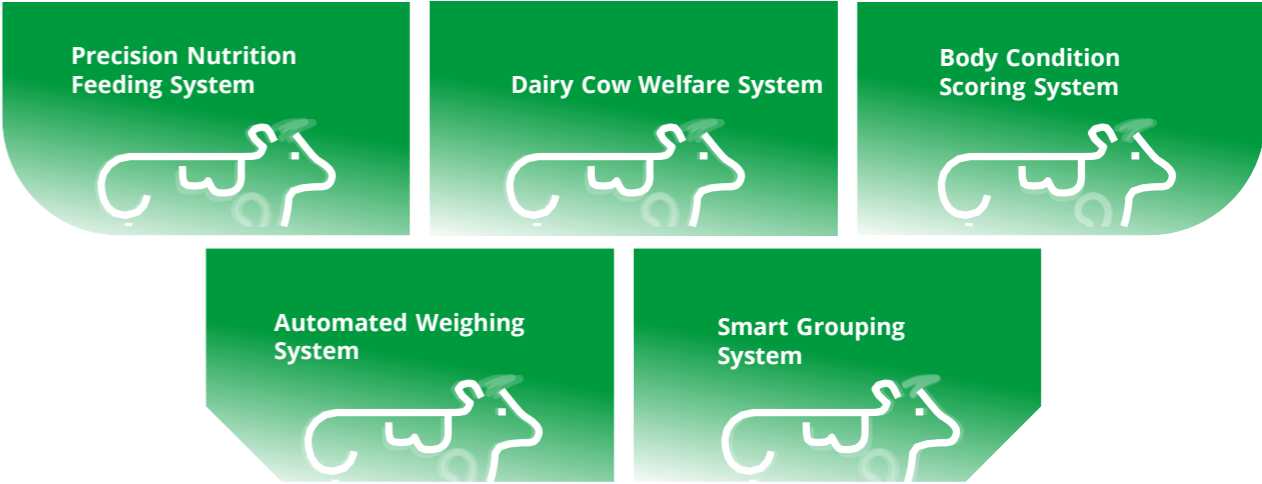 Precision Nutrition
Feeding System
Dairy Cow Welfare System
Body Condition
Scoring System
Automated Weighing
System
Smart Grouping
System